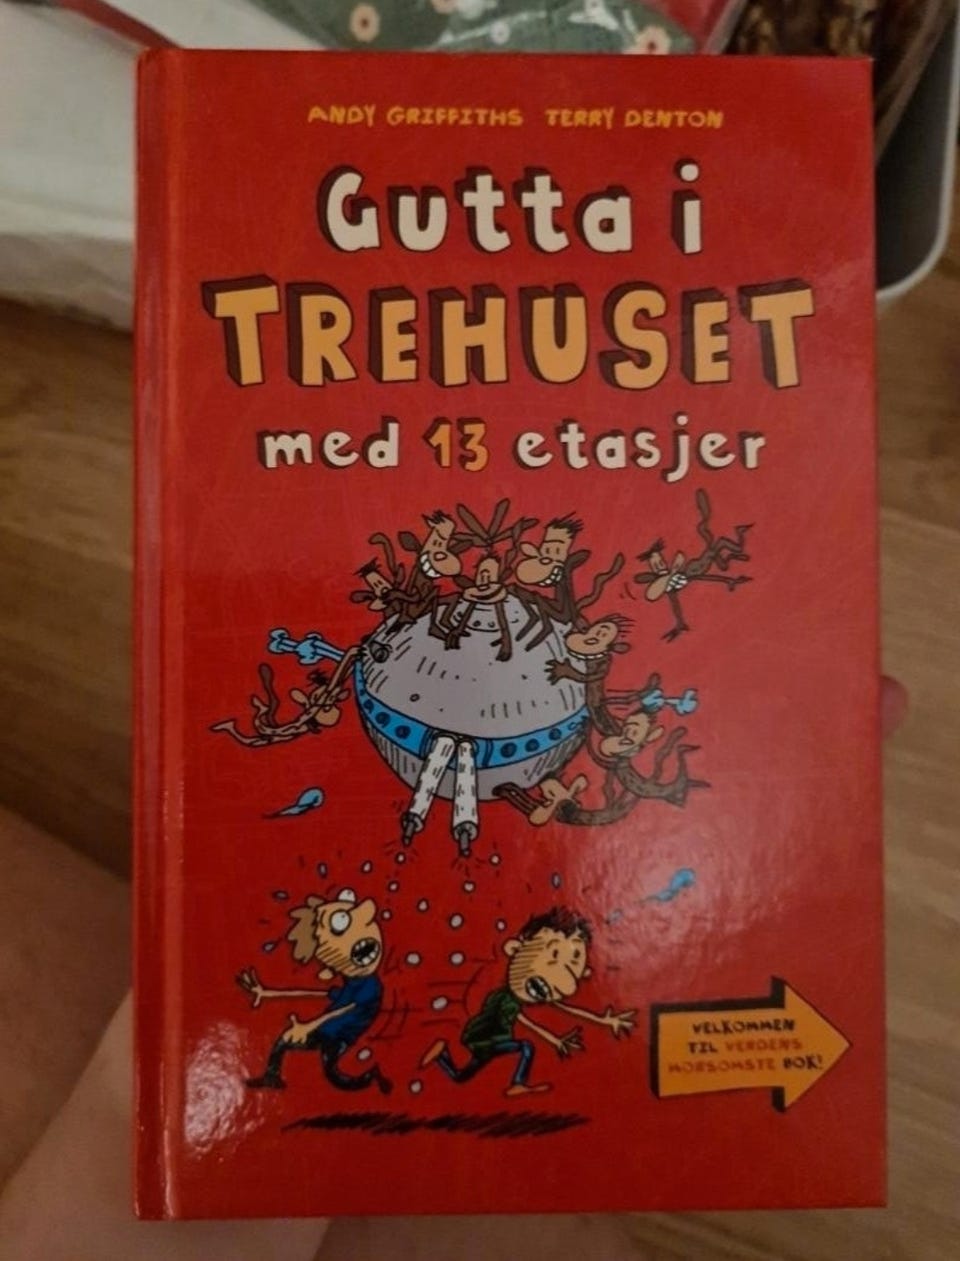 ANDY GRIFFITHS TERRY DENTON
Gutta i
TREHUSET
med 13 etasjer
VELKOMMEN
TIL VERDENS
MORSOMSTE BOK!